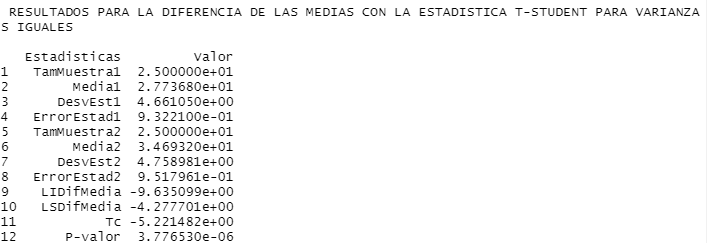 RESULTADOS PARA LA DIFERENCIA DE LAS MEDIAS CON LA ESTADISTICA T-STUDENT PARA VARIANZA
S IGUALES
Estadisticas Valor
1 TamMuestra1 2.500000e+01
2 Media1 2.773680e+01
3 DesvEst1 4.661050e+00
4 ErrorEstad1 9.322100e-01
5 TamMuestra2 2.500000e+01
6 Media2 3.469320e+01
7 DesvEst2 4.758981e+00
8 ErrorEstad2 9.517961e-01
9 LIDifMedia -9.635099e+00
10 LSDifMedia -4.277701e+00
11 Tc -5.221482e+00
12 P-valor 3.776530e-06